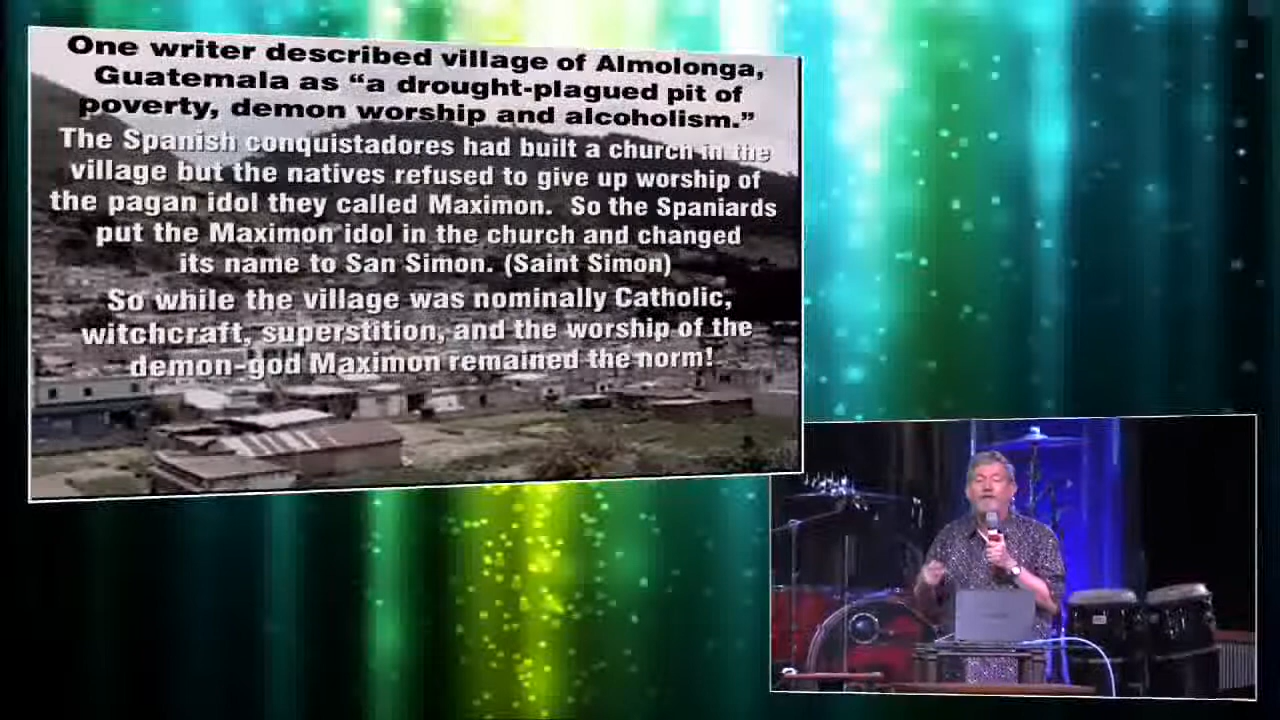 One writer described village of Almolonga,
Guatemala as “a drought-plagued pit of
poverty, demon worship and alcoholism.”
The Spanish conquistadores had built a church in the
village but the natives refused to give up worship of
the pagan idol they called Maximon. So the Spaniards
put the Maximon idol in the church and changed
its name to San Simon. (Saint Simon)
So while the village was nominally Catholic,
witchcraft, superstition, and the worship of the
demon-god Maximon remained the norm!